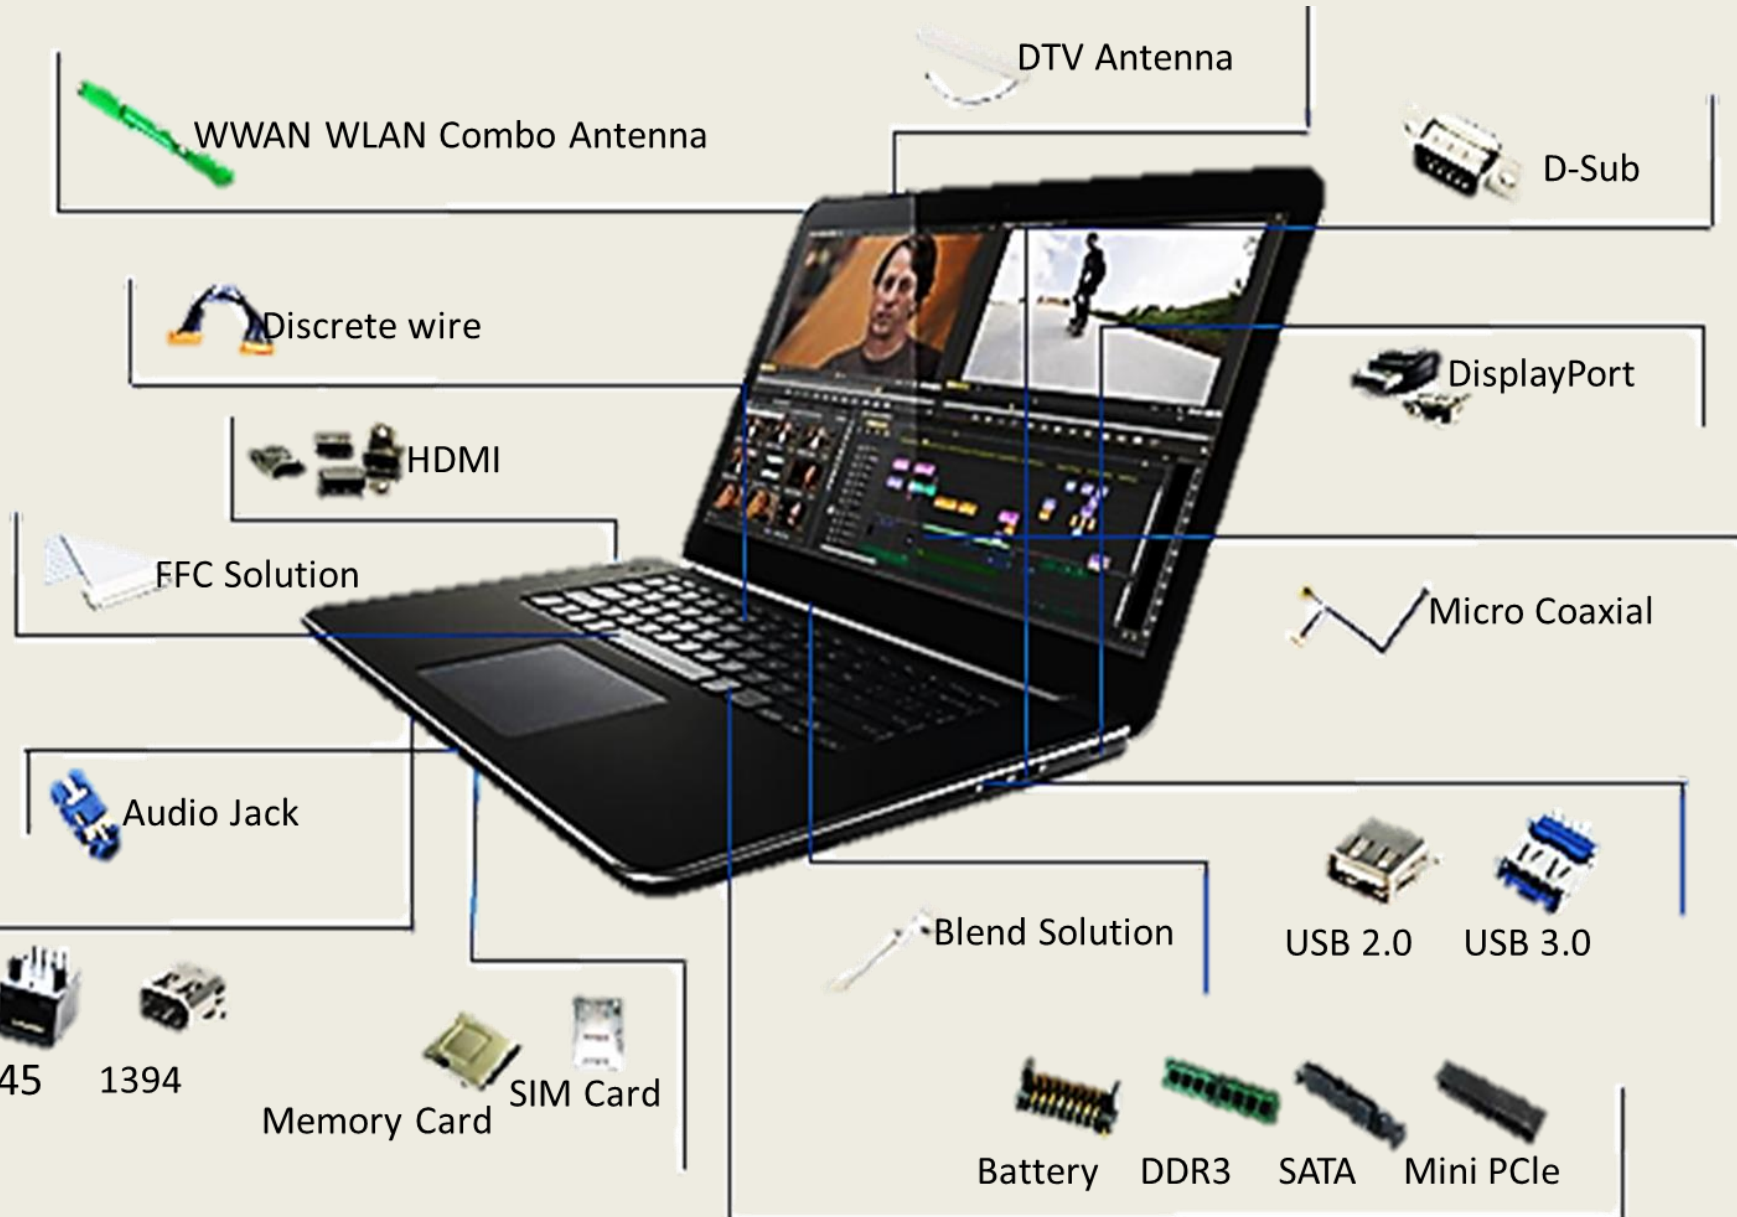 DTV Antenna
WWAN WLAN Combo Antenna
D-Sub
Discrete wire
DisplayPort
HDMI
FFC Solution
Micro Coaxial
Audio Jack
Blend Solution
USB 2.0 USB 3.0
45 1394
SIM Card
Memory Card
Battery DDR3 SATA Mini PCle